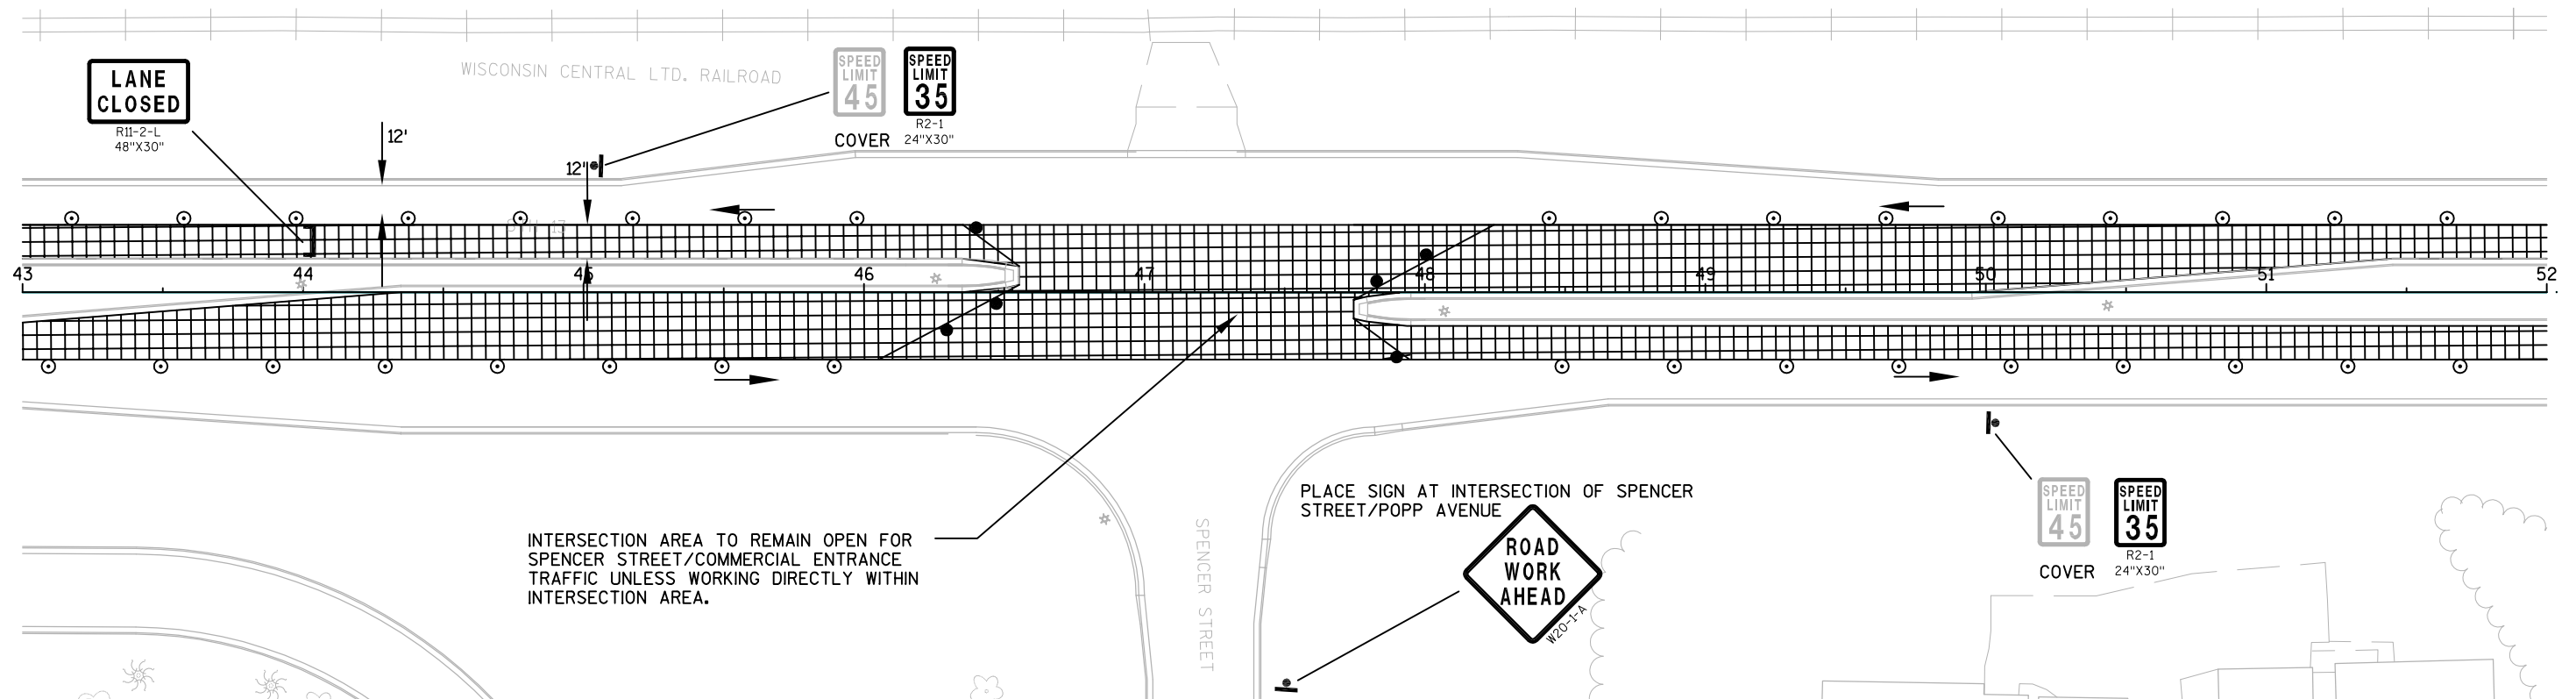 LANE
CLOSED
R11-2-L
48"X30"
WISCONSIN CENTRAL LTD. RAILROAD
SPEED
LIMIT
45
COVER
SPEED
LIMIT
35
R2-1
24"X30"
12'
12'
43
44
45
46
47
48
49
50
51
52
INTERSECTION AREA TO REMAIN OPEN FOR
SPENCER STREET/COMMERCIAL ENTRANCE
TRAFFIC UNLESS WORKING DIRECTLY WITHIN
INTERSECTION AREA.
SPENCER STREET
PLACE SIGN AT INTERSECTION OF SPENCER
STREET/POPP AVENUE
ROAD
WORK
AHEAD
W20-1-A
SPEED
LIMIT
45
COVER
SPEED
LIMIT
35
R2-1
24"X30"